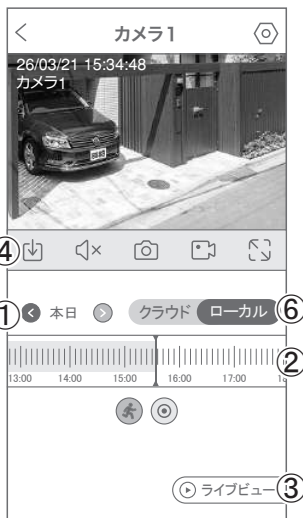 カメラ1
26/03/21 15:34:48
カメラ1
④
① 本日 クラウド ローカル ⑥
②
13:00 14:00 15:00 16:00 17:00
ライブビュー ③